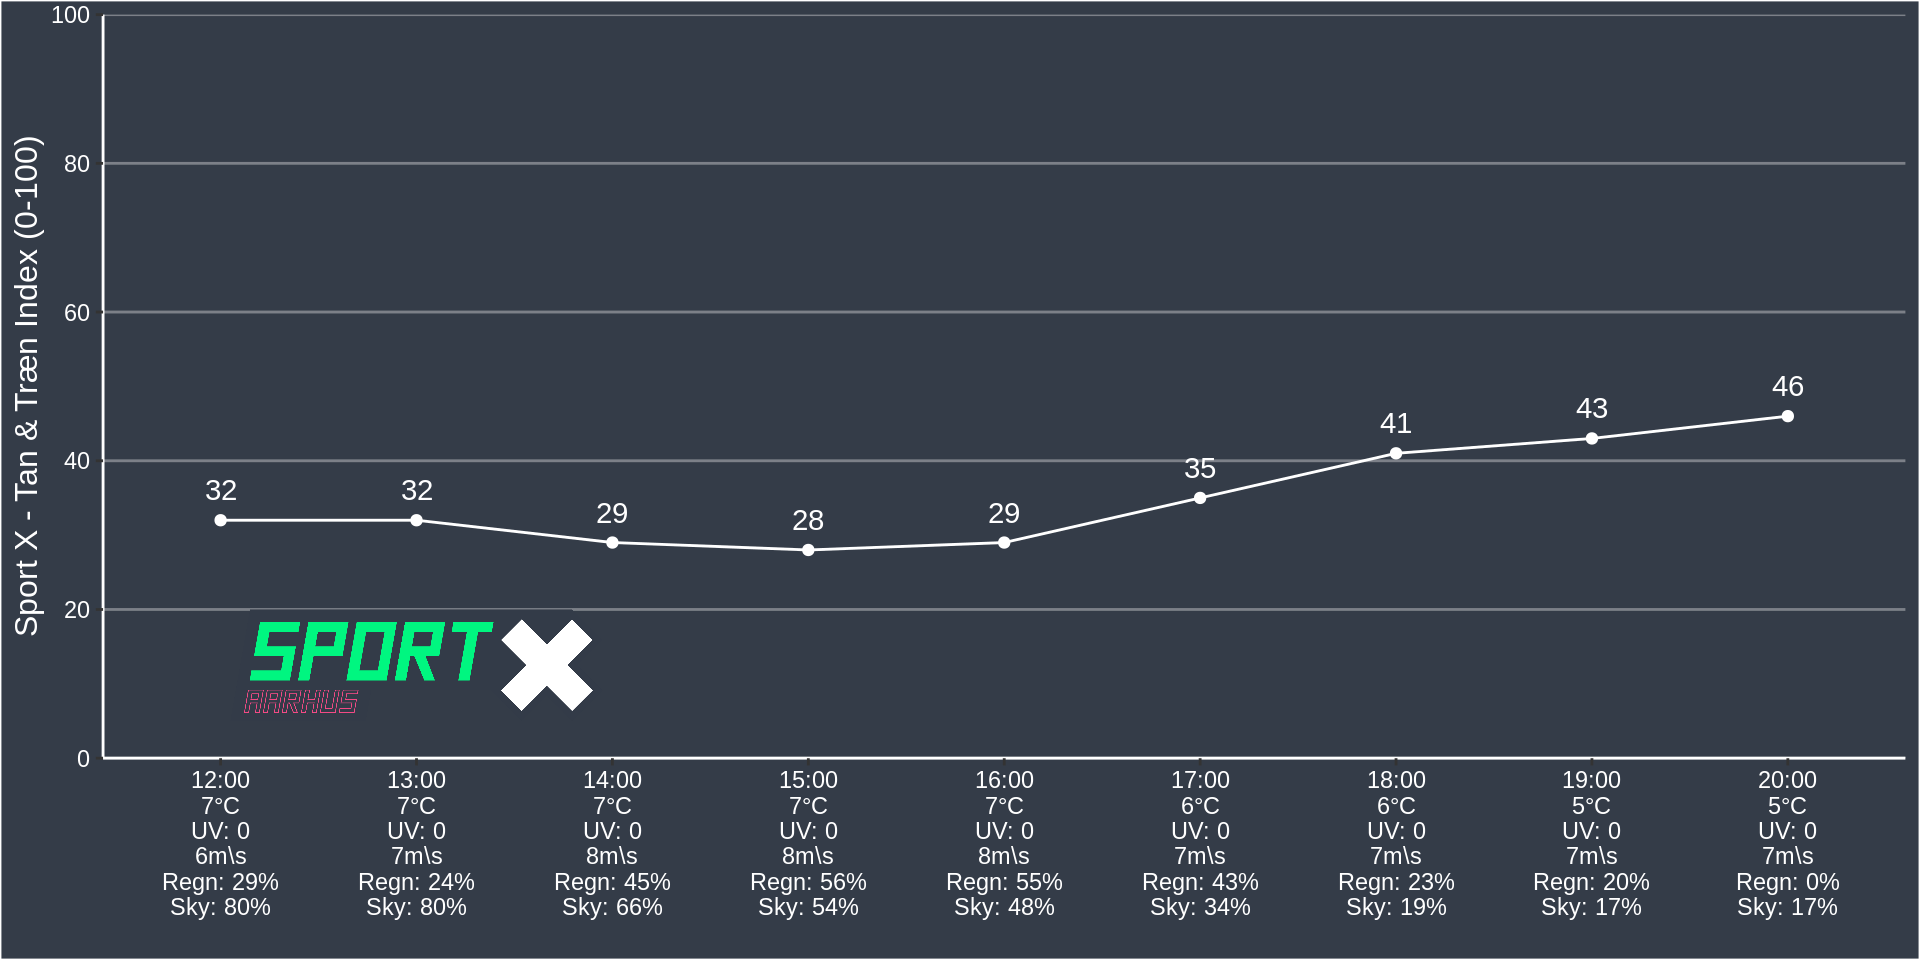 Sport X - Tan & Træn Index (0-100)
100
80
60
40
20
0
32
32
29
28
29
35
41
43
46
SPORT X
AARHUS
12:00 13:00 14:00 15:00 16:00 17:00 18:00 19:00 20:00
7°C 7°C 7°C 7°C 7°C 6°C 6°C 5°C 5°C
UV: 0 UV: 0 UV: 0 UV: 0 UV: 0 UV: 0 UV: 0 UV: 0 UV: 0
6m\s 7m\s 8m\s 8m\s 8m\s 7m\s 7m\s 7m\s 7m\s
Regn: 29% Regn: 24% Regn: 45% Regn: 56% Regn: 55% Regn: 43% Regn: 23% Regn: 20% Regn: 0%
Sky: 80% Sky: 80% Sky: 66% Sky: 54% Sky: 48% Sky: 34% Sky: 19% Sky: 17% Sky: 17%